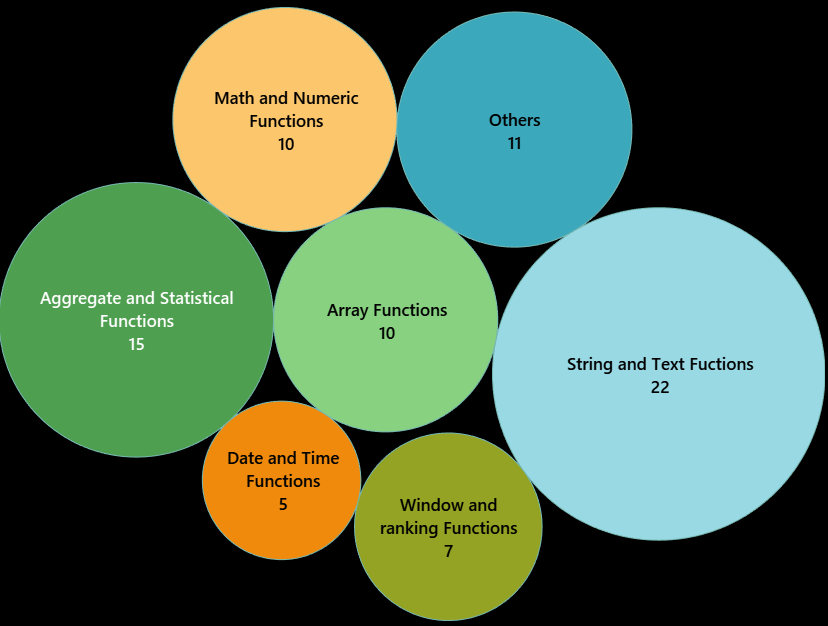 Math and Numeric
Functions
10
Others
11
Aggregate and Statistical
Functions
15
Array Functions
10
String and Text Fuctions
22
Date and Time
Functions
5
Window and
ranking Functions
7